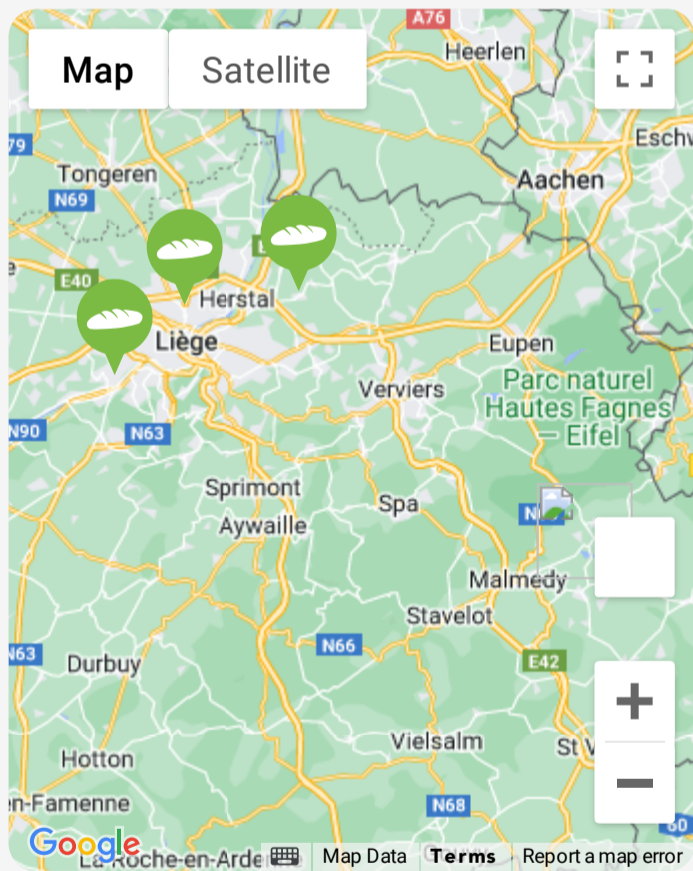 A76
Map
Satellite
Heerlen
79
Eschw
Tongeren
Aachen
N69
E40
Herstal
Liège
Eupen
Verviers
Parc naturel
Hautes Fagnes
— Eifel
N90
N63
Sprimont
Spa
Aywaille
Malmedy
Stavelot
N66
N63
E42
Durbuy
Vielsalm
St V
Hotton
en-Famenne
N68
60
Google
La-Roche-en-Arde
Map Data
Terms
Report a map error